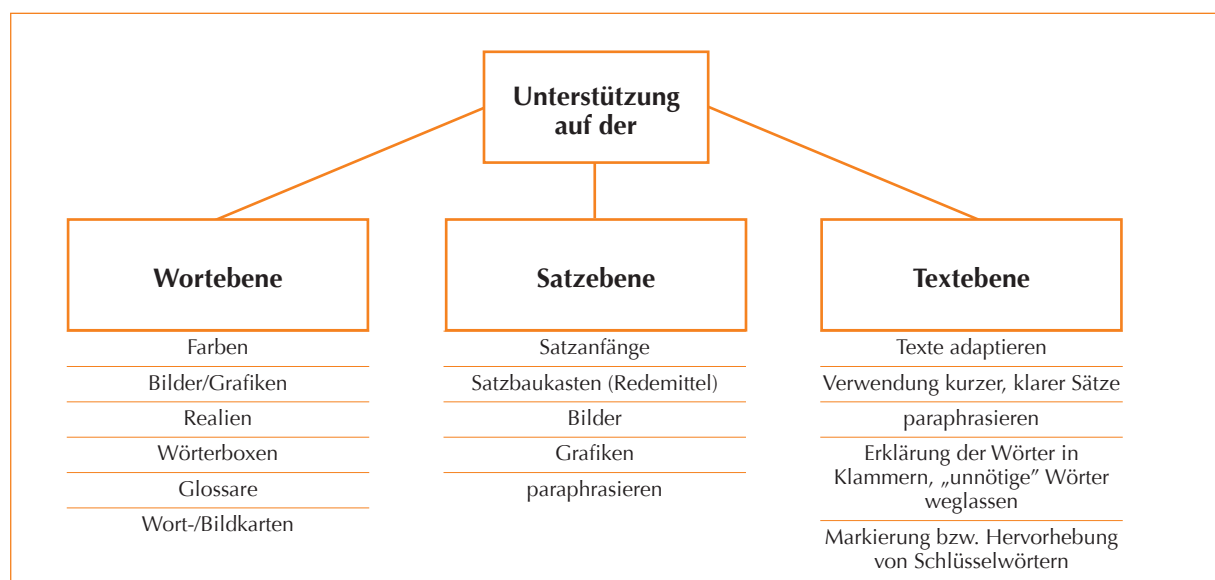 Unterstützung
auf der
Wortebene
Farben
Bilder/Grafiken
Realien
Wörterboxen
Glossare
Wort-/Bildkarten
Satzebene
Satzanfänge
Satzbaukasten (Redemittel)
Bilder
Grafiken
paraphrasieren
Textebene
Texte adaptieren
Verwendung kurzer, klarer Sätze
paraphrasieren
Erklärung der Wörter in
Klammern, „unnötige” Wörter
weglassen
Markierung bzw. Hervorhebung
von Schlüsselwörtern